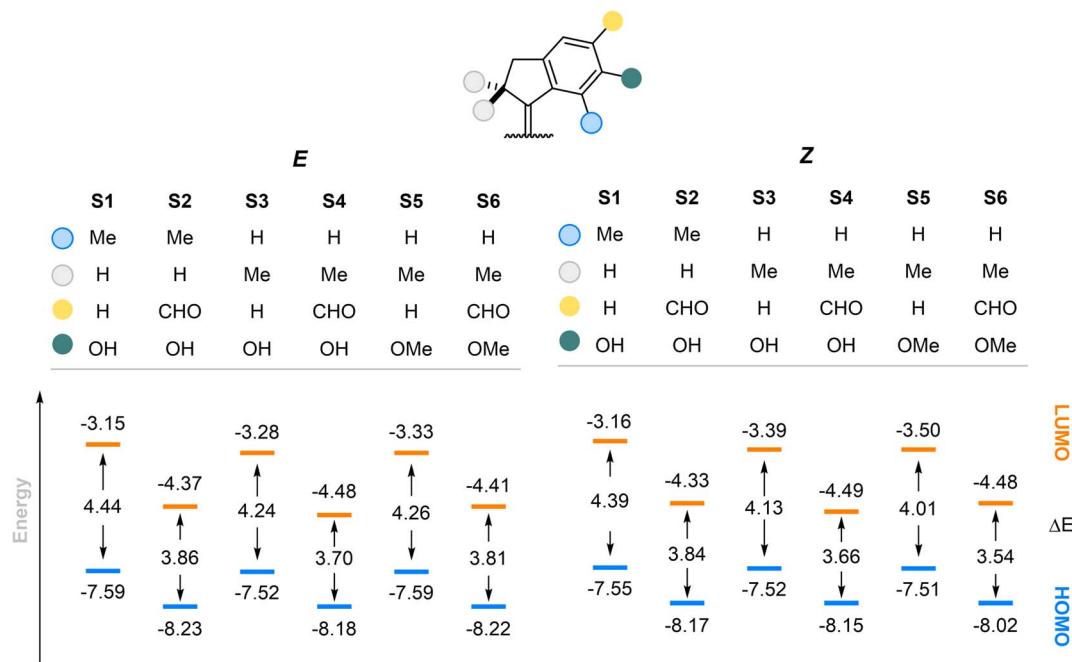 E Z
S1 S2 S3 S4 S5 S6 S1 S2 S3 S4 S5 S6
Me Me H H H H Me Me H H H H
H H Me Me Me Me H H Me Me Me Me
H CHO H CHO H CHO H CHO H CHO H CHO
OH OH OH OH OMe OMe OH OH OH OH OMe OMe
-3.15 -3.28 -3.33 -3.16 -3.39 -3.50
LUMO
-4.37 -4.48 -4.41 -4.33 -4.49 -4.48
Energy
4.44 4.24 4.26 4.39 4.13 4.01
ΔE
3.86 3.70 3.81 3.84 3.66 3.54
-7.59 -7.52 -7.59 -7.55 -7.52 -7.51
HOMO
-8.23 -8.18 -8.22 -8.17 -8.15 -8.02